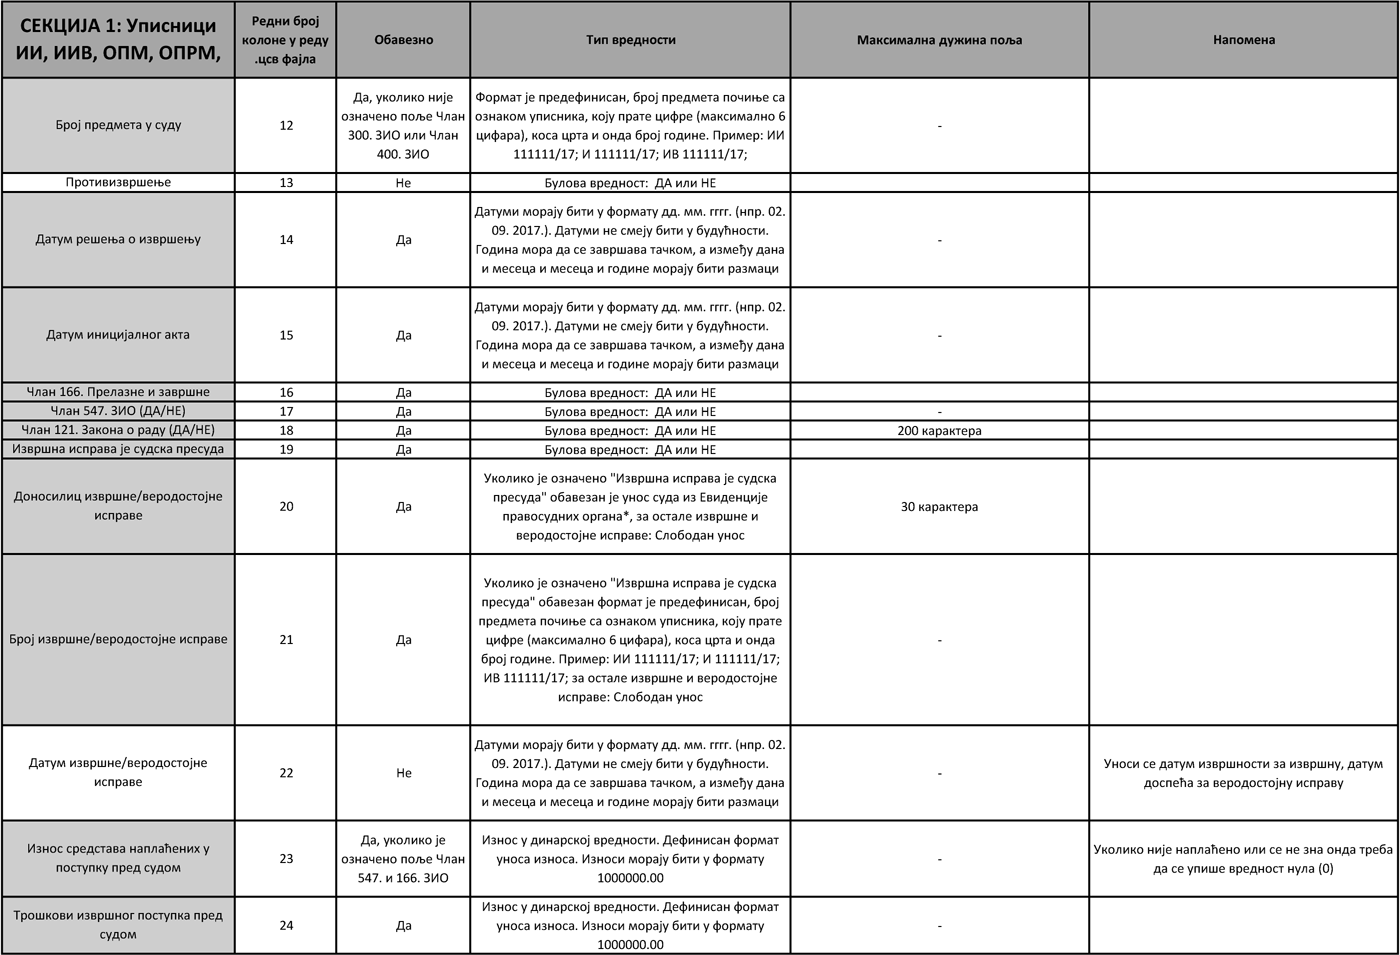 СЕКЦИЈА 1: Уписници
ИИ, ИИВ, ОПМ, ОПРМ,
Редни број
колоне у реду
.цсв фајла
Обавезно
Тип вредности
Максимална дужина поља
Напомена
Број предмета у суду
12
Да, уколико није
означено поље Члан
300. ЗИО или Члан
400. ЗИО
Формат је предефинисан, број предмета почиње са
ознаком уписника, коју прате цифре (максимално 6
цифара), коса црта и онда број године. Пример: ИИ
111111/17; И 111111/17; ИВ 111111/17;
-
Противизвршење
13
Не
Булова вредност: ДА или НЕ
Датум решења о извршењу
14
Да
Датуми морају бити у формату дд. мм. гггг. (нпр. 02.
09. 2017.). Датуми не смеју бити у будућности.
Година мора да се завршава тачком, а између дана
и месеца и месеца и године морају бити размаци
-
Датум иницијалног акта
15
Да
Датуми морају бити у формату дд. мм. гггг. (нпр. 02.
09. 2017.). Датуми не смеју бити у будућности.
Година мора да се завршава тачком, а између дана
и месеца и месеца и године морају бити размаци
-
Члан 166. Прелазне и завршне
16
Да
Булова вредност: ДА или НЕ
Члан 547. ЗИО (ДА/НЕ)
17
Да
Булова вредност: ДА или НЕ
-
Члан 121. Закона о раду (ДА/НЕ)
18
Да
Булова вредност: ДА или НЕ
200 карактера
Извршна исправа је судска пресуда
19
Да
Булова вредност: ДА или НЕ
Доносилиц извршне/веродостојне
исправе
20
Да
Уколико је означено "Извршна исправа је судска
пресуда" обавезан је унос суда из Евиденције
правосудних органа*, за остале извршне и
веродостојне исправе: Слободан унос
30 карактера
Број извршне/веродостојне исправе
21
Да
Уколико је означено "Извршна исправа је судска
пресуда" обавезан формат је предефинисан, број
предмета почиње са ознаком уписника, коју прате
цифре (максимално 6 цифара), коса црта и онда
број године. Пример: ИИ 111111/17; И 111111/17;
ИВ 111111/17; за остале извршне и веродостојне
исправе: Слободан унос
-
Датум извршне/веродостојне
исправе
22
Не
Датуми морају бити у формату дд. мм. гггг. (нпр. 02.
09. 2017.). Датуми не смеју бити у будућности.
Година мора да се завршава тачком, а између дана
и месеца и месеца и године морају бити размаци
-
Уноси се датум извршности за извршну, датум
доспећа за веродостојну исправу
Износ средстава наплаћених у
поступку пред судом
23
Да, уколико је
означено поље Члан
547. и 166. ЗИО
Износ у динарској вредности. Дефинисан формат
уноса износа. Износи морају бити у формату
1000000.00
-
Уколико није наплаћено или се не зна онда треба
да се упише вредност нула (0)
Трошкови извршног поступка пред
судом
24
Да
Износ у динарској вредности. Дефинисан формат
уноса износа. Износи морају бити у формату
1000000.00
-